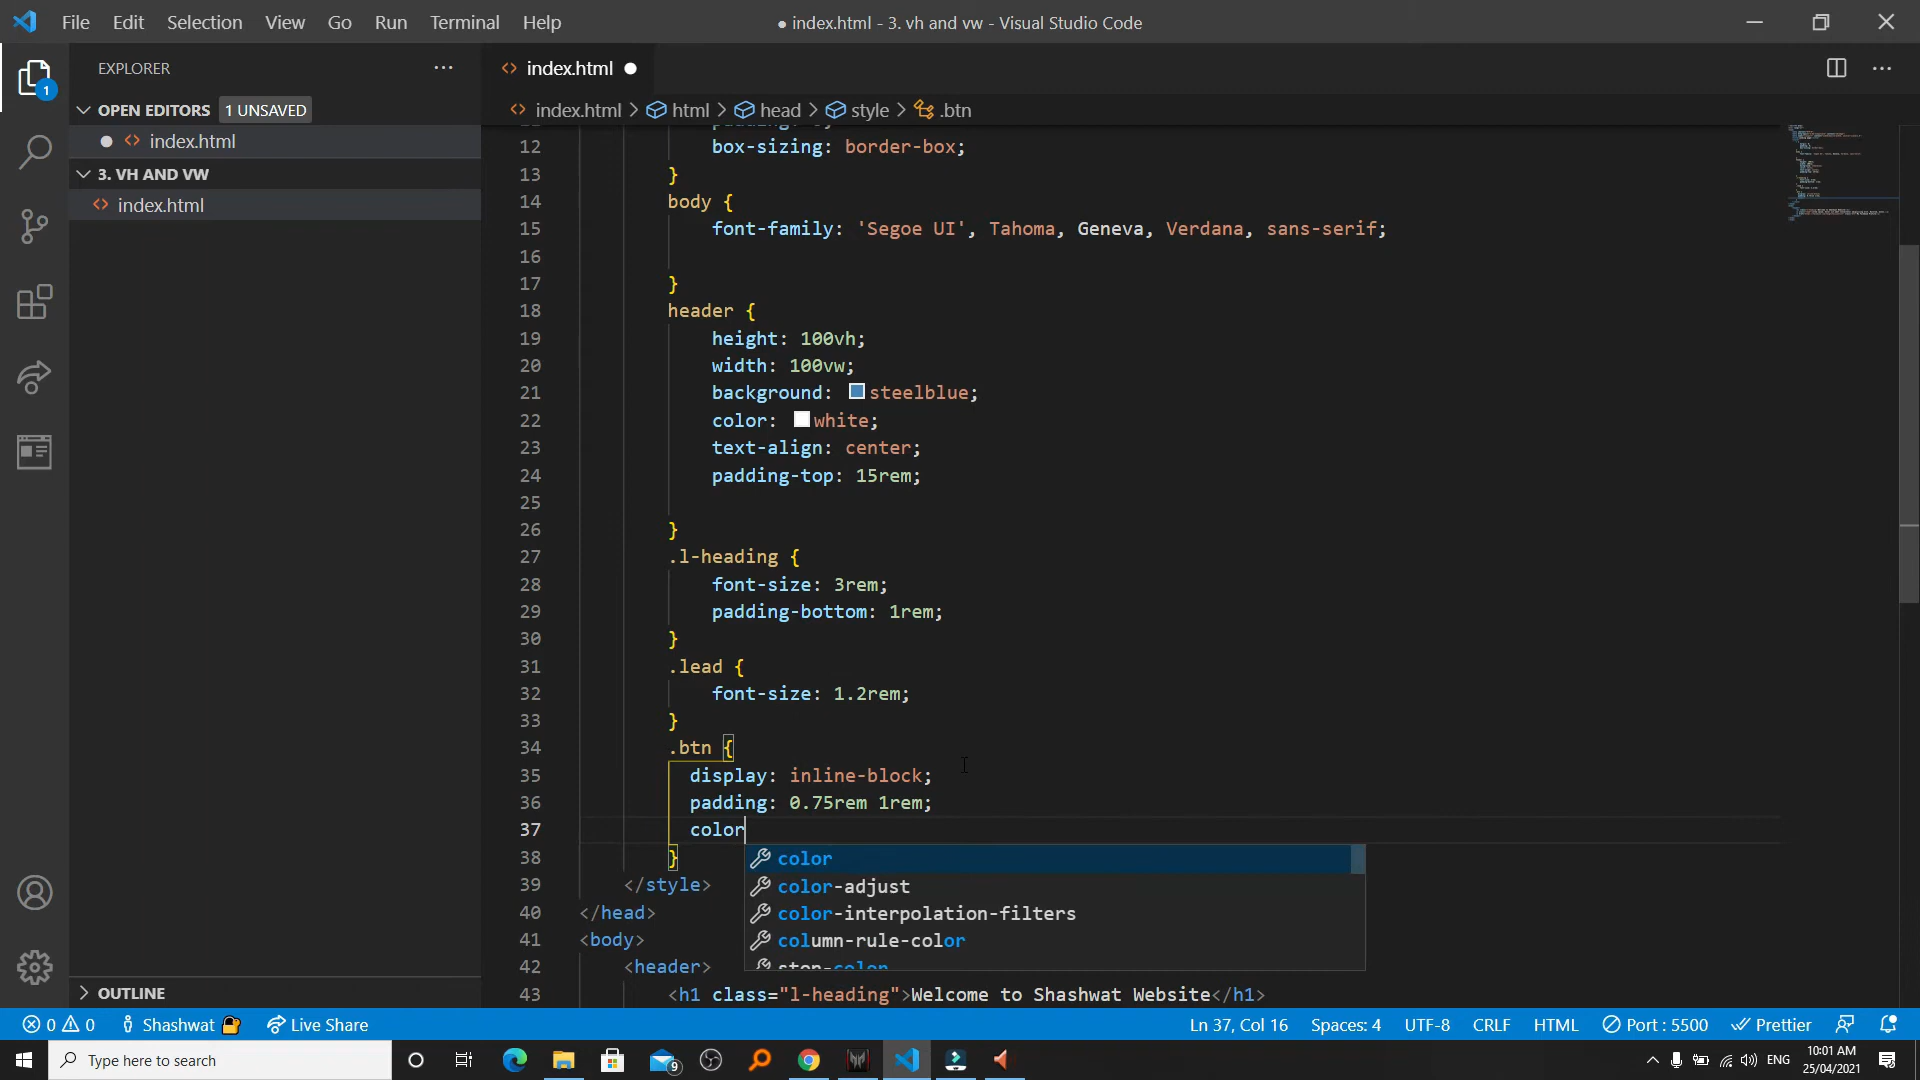 File Edit Selection View Go Run Terminal Help
● index.html - 3. vh and vw - Visual Studio Code
EXPLORER
index.html
OPEN EDITORS 1 UNSAVED
index.html > html > head > style > .btn
index.html
3. VH AND VW
index.html
12 box-sizing: border-box;
13 }
14 body {
15 font-family: 'Segoe UI', Tahoma, Geneva, Verdana, sans-serif;
16
17 }
18 header {
19 height: 100vh;
20 width: 100vw;
21 background: steelblue;
22 color: white;
23 text-align: center;
24 padding-top: 15rem;
25
26 }
27 .l-heading {
28 font-size: 3rem;
29 padding-bottom: 1rem;
30 }
31 .lead {
32 font-size: 1.2rem;
33 }
34 .btn {
35 display: inline-block;
36 padding: 0.75rem 1rem;
37 color
38 }
color
color-adjust
color-interpolation-filters
column-rule-color
stop-color
39 </style>
40 </head>
41 <body>
42 <header>
43 <h1 class="l-heading">Welcome to Shashwat Website</h1>
OUTLINE
1
0 0 Shashwat Live Share
Ln 37, Col 16 Spaces: 4 UTF-8 CRLF HTML Port : 5500 Prettier
Type here to search
9
ENG
10:01 AM
25/04/2021